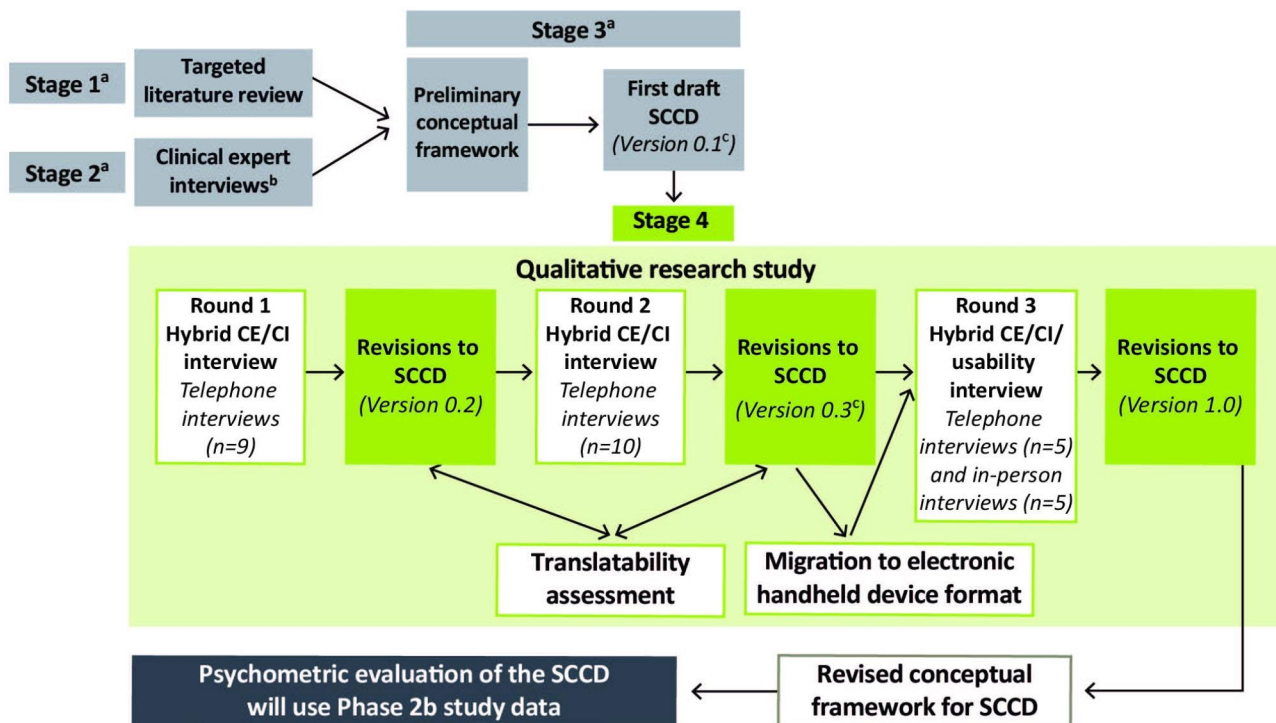 Stage 3ᵃ
Stage 1ᵃ
Targeted
literature review
Stage 2ᵃ
Clinical expert
interviewsᵇ
Preliminary
conceptual
framework
First draft
SCCD
(Version 0.1ᶜ)
Stage 4
Qualitative research study
Round 1
Hybrid CE/CI
interview
Telephone
interviews
(n=9)
Revisions to
SCCD
(Version 0.2)
Round 2
Hybrid CE/CI
interview
Telephone
interviews
(n=10)
Revisions to
SCCD
(Version 0.3ᶜ)
Round 3
Hybrid CE/CI/
usability
interview
Telephone
interviews (n=5)
and in-person
interviews (n=5)
Revisions to
SCCD
(Version 1.0)
Translatability
assessment
Migration to electronic
handheld device format
Psychometric evaluation of the SCCD
will use Phase 2b study data
Revised conceptual
framework for SCCD